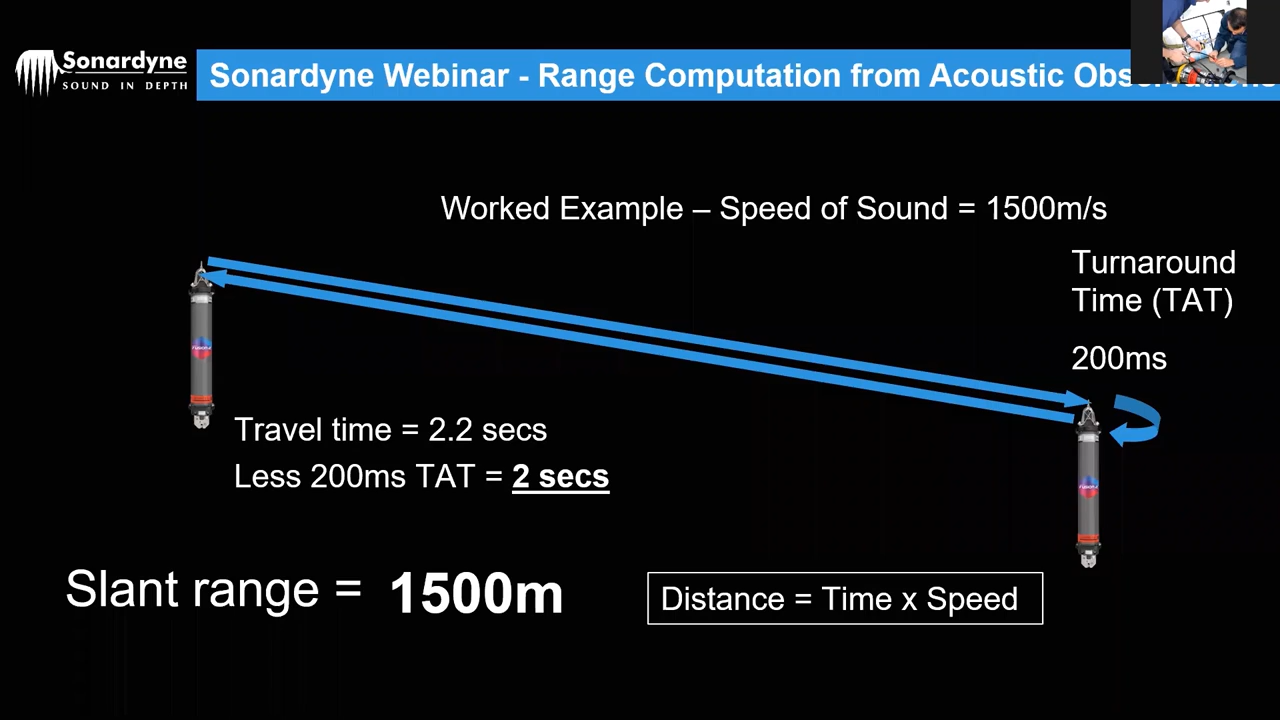 Sonardyne
SOUND IN DEPTH
Sonardyne Webinar - Range Computation from Acoustic
Worked Example – Speed of Sound = 1500m/s
Turnaround
Time (TAT)
200ms
Travel time = 2.2 secs
Less 200ms TAT = 2 secs
Slant range = 1500m
Distance = Time x Speed